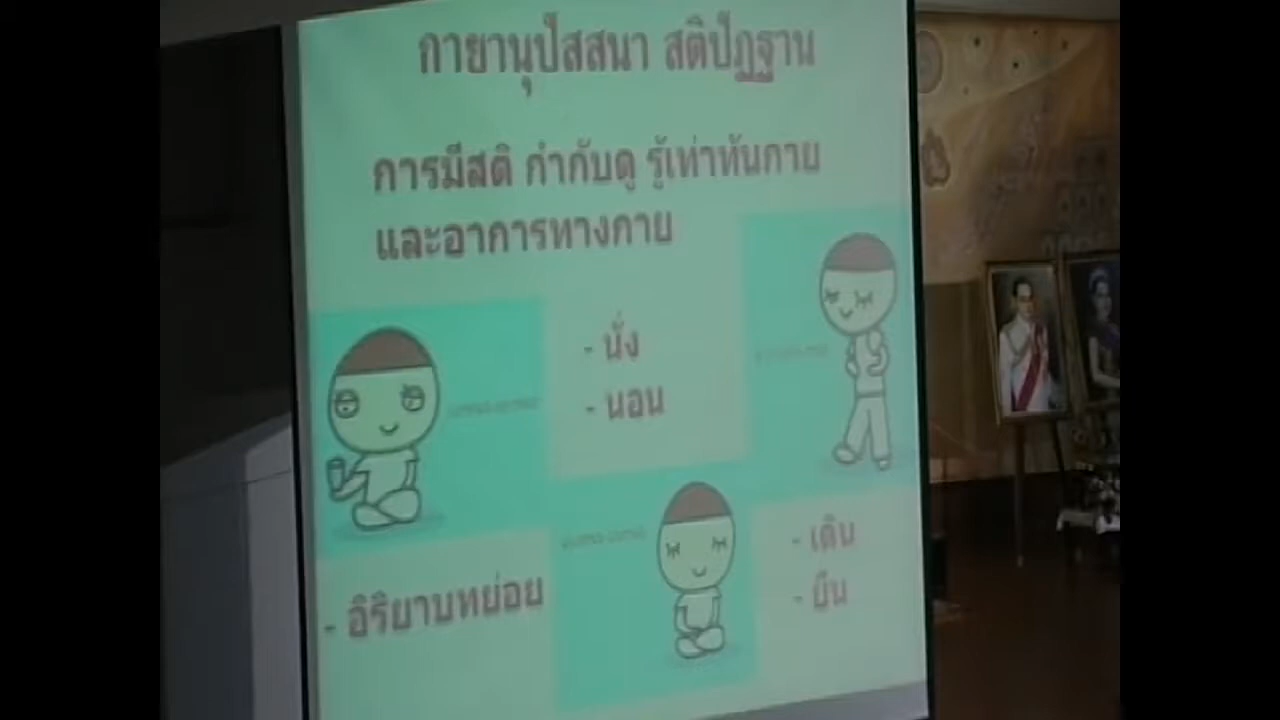 กายานุปัสสนา สติปัฏฐาน
การมีสติ กำกับดู รู้เท่าทันกาย
และอาการทางกาย
- นั่ง
- นอน
- เดิน
- ยืน
- อิริยาบทย่อย